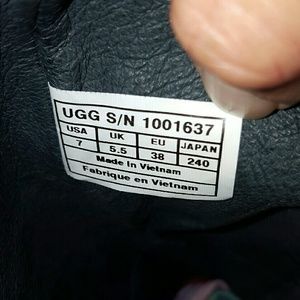 UGG S/N 1001637
USA UK EU JAPAN
7 5.5 38 240
Made In Vietnam
Fabrique en Vietnam